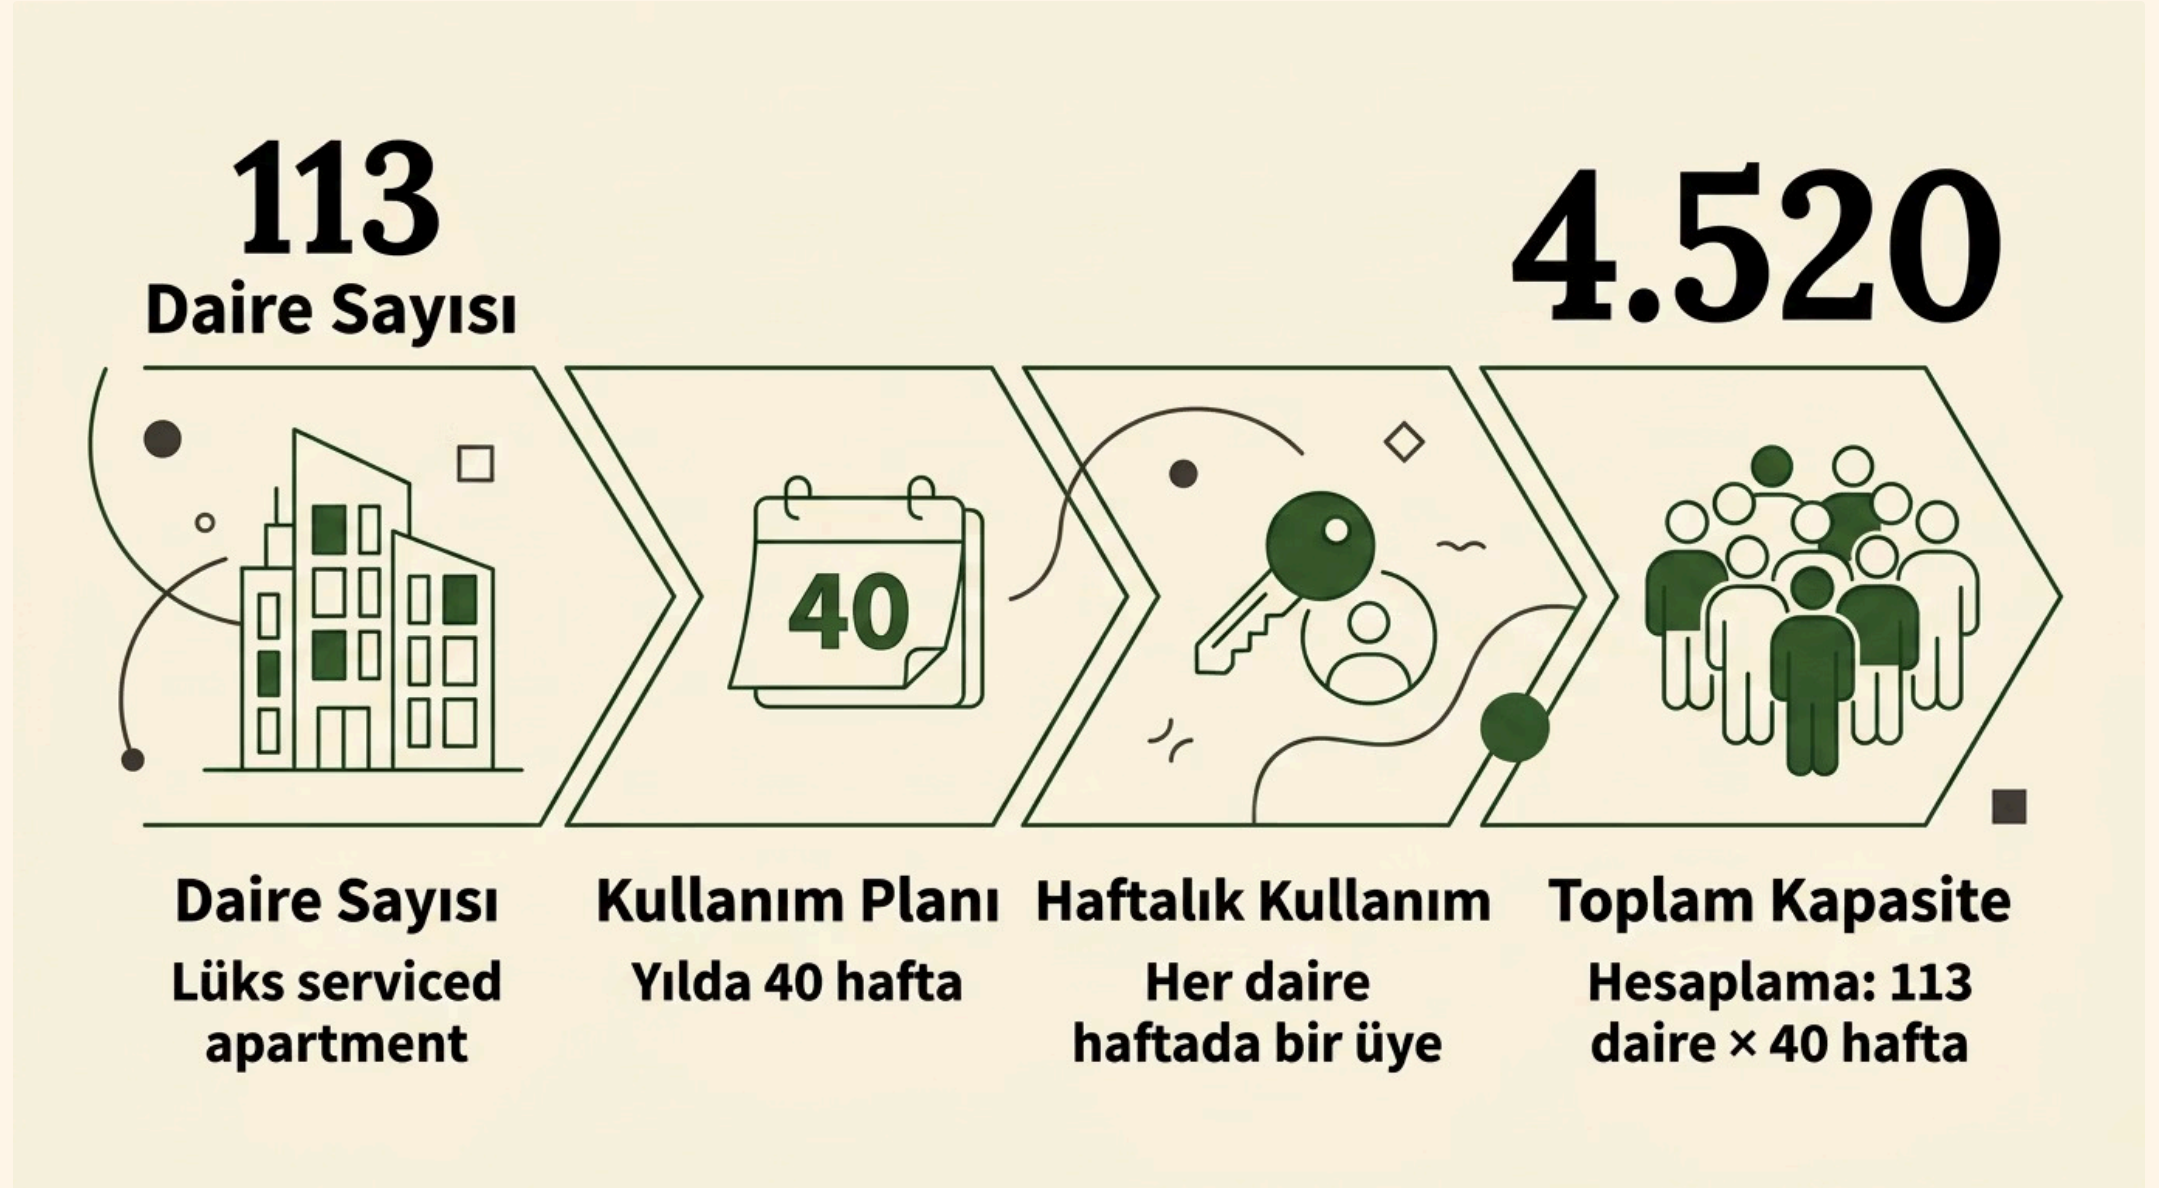 113
Daire Sayısı
4.520
40
Daire Sayısı
Lüks serviced
apartment
Kullanım Planı
Yılda 40 hafta
Haftalık Kullanım
Her daire
haftada bir üye
Toplam Kapasite
Hesaplama: 113
daire × 40 hafta